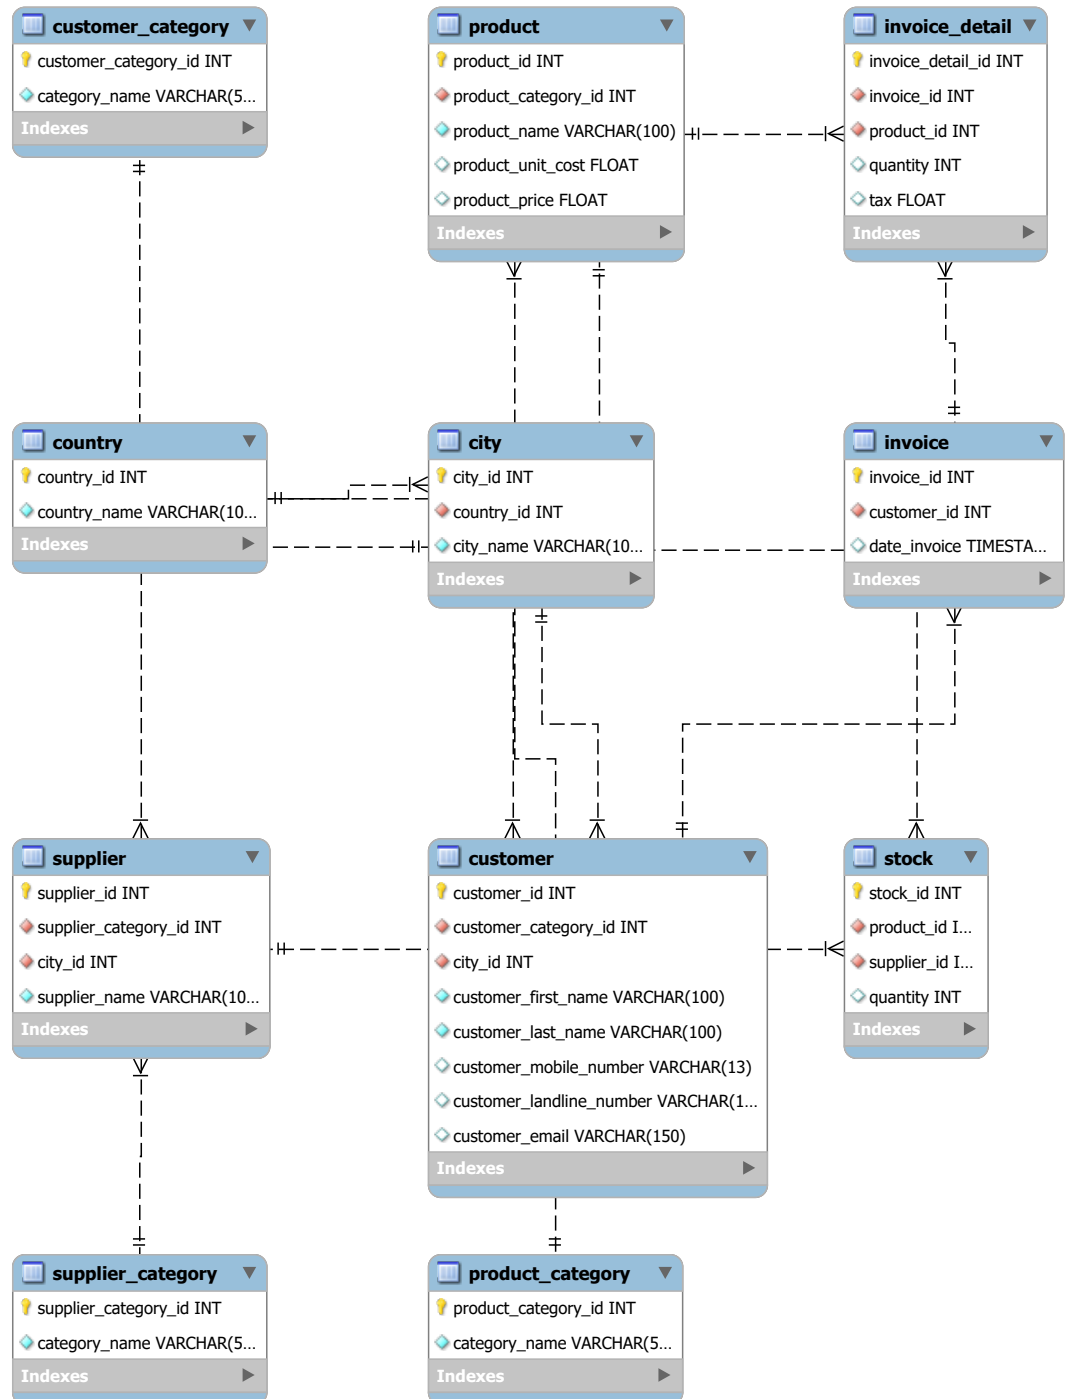 customer_category
customer_category_id INT
category_name VARCHAR(5...
Indexes
product
product_id INT
product_category_id INT
product_name VARCHAR(100)
product_unit_cost FLOAT
product_price FLOAT
Indexes
invoice_detail
invoice_detail_id INT
invoice_id INT
product_id INT
quantity INT
tax FLOAT
Indexes
country
country_id INT
country_name VARCHAR(10...
Indexes
city
city_id INT
country_id INT
city_name VARCHAR(10...
Indexes
invoice
invoice_id INT
customer_id INT
date_invoice TIMESTA...
Indexes
supplier
supplier_id INT
supplier_category_id INT
city_id INT
supplier_name VARCHAR(10...
Indexes
customer
customer_id INT
customer_category_id INT
city_id INT
customer_first_name VARCHAR(100)
customer_last_name VARCHAR(100)
customer_mobile_number VARCHAR(13)
customer_landline_number VARCHAR(1...
customer_email VARCHAR(150)
Indexes
stock
stock_id INT
product_id I...
supplier_id I...
quantity INT
Indexes
supplier_category
supplier_category_id INT
category_name VARCHAR(5...
Indexes
product_category
product_category_id INT
category_name VARCHAR(5...
Indexes